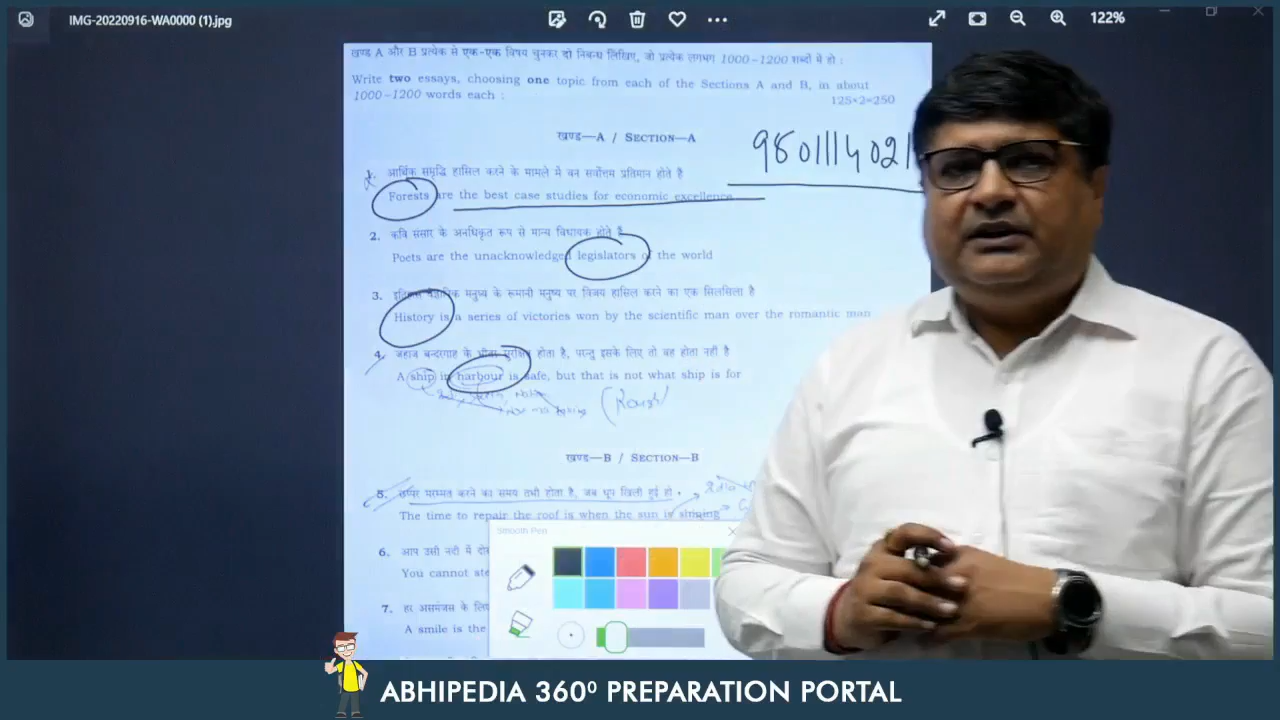 IMG-20220916-WA0000 (1).jpg
122%
खण्ड A और B प्रत्येक से एक-एक विषय चुनकर दो निबन्ध लिखिए, जो प्रत्येक लगभग 1000-1200 शब्दों में हो :
Write two essays, choosing one topic from each of the Sections A and B, in about
1000-1200 words each :
125×2=250
खण्ड—A / SECTION—A
9801114021
1. आर्थिक समृद्धि हासिल करने के मामले में वन सर्वोत्तम प्रतिमान होते है
Forests are the best case studies for economic excellence
2. कवि संसार के अनधिकृत रूप से मान्य विधायक होते है
Poets are the unacknowledged legislators of the world
3. इतिहास वैज्ञानिक मनुष्य के रूमानी मनुष्य पर विजय हासिल करने का एक सिलसिला है
History is a series of victories won by the scientific man over the romantic man
4. जहाज बन्दरगाह के भीतर सुरक्षित होता है, परन्तु इसके लिए तो वह होता नहीं है
A ship in harbour is safe, but that is not what ship is for
(Rough
खण्ड—B / SECTION—B
5. छप्पर मरम्मत करने का समय तभी होता है, जब धूप खिली हुई हो
The time to repair the roof is when the sun is shining
6. आप उसी नदी में
You cannot
7. हर असमंजस के
A smile is the
Smooth Pen
ABHIPEDIA 360⁰ PREPARATION PORTAL